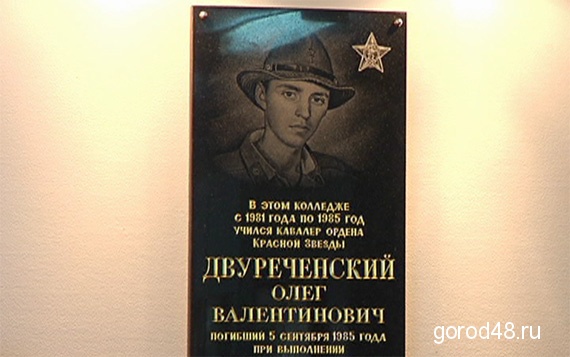 В ЭТОМ КОЛЛЕДЖЕ
С 1981 ГОДА ПО 1985 ГОД
УЧИЛСЯ КАВАЛЕР ОРДЕНА
КРАСНОЙ ЗВЕЗДЫ
ДВУРЕЧЕНСКИЙ
ОЛЕГ
ВАЛЕНТИНОВИЧ
ПОГИБШИЙ 5 СЕНТЯБРЯ 1985 ГОДА
ПРИ ВЫПОЛНЕНИИ
gorod48.ru